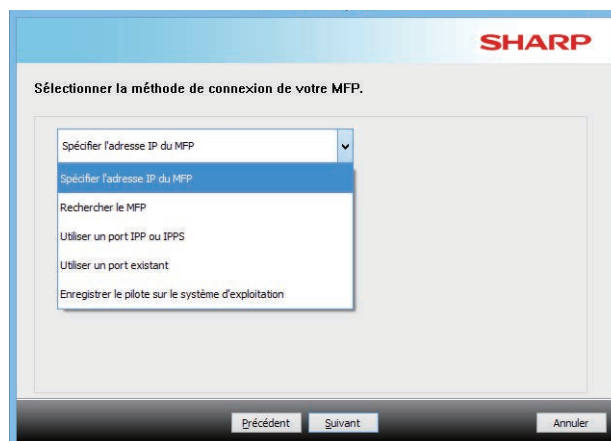 SHARP
Sélectionner la méthode de connexion de votre MFP.
Spécifier l'adresse IP du MFP
Spécifier l'adresse IP du MFP
Rechercher le MFP
Utiliser un port IPP ou IPPS
Utiliser un port existant
Enregistrer le pilote sur le système d'exploitation
Précédent Suivant Annuler